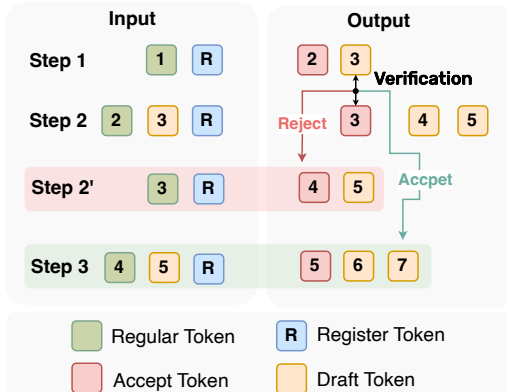 Input Output
Step 1 1 R 2 3
Verification
Step 2 2 3 R 3 4 5
Reject
Accpet
Step 2' 3 R 4 5
Step 3 4 5 R 5 6 7
Regular Token R Register Token
Accept Token Draft Token